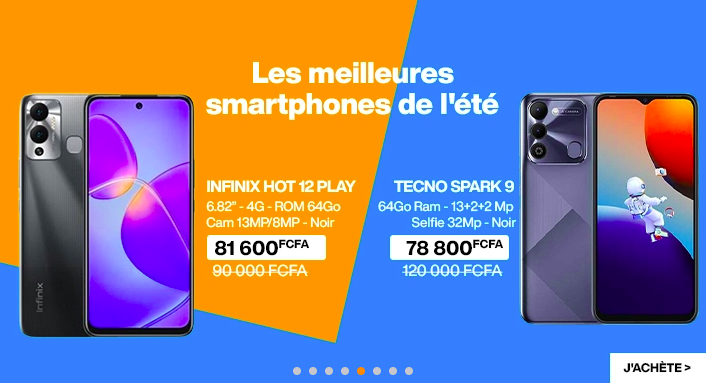 Les meilleures
smartphones de l'été
INFINIX HOT 12 PLAY
6.82" - 4G - ROM 64Go
Cam 13MP/8MP - Noir
81 600FCFA
90 000 FCFA
TECNO SPARK 9
64Go Ram - 13+2+2 Mp
Selfie 32Mp - Noir
78 800FCFA
120 000 FCFA
Infinix
J'ACHÈTE >